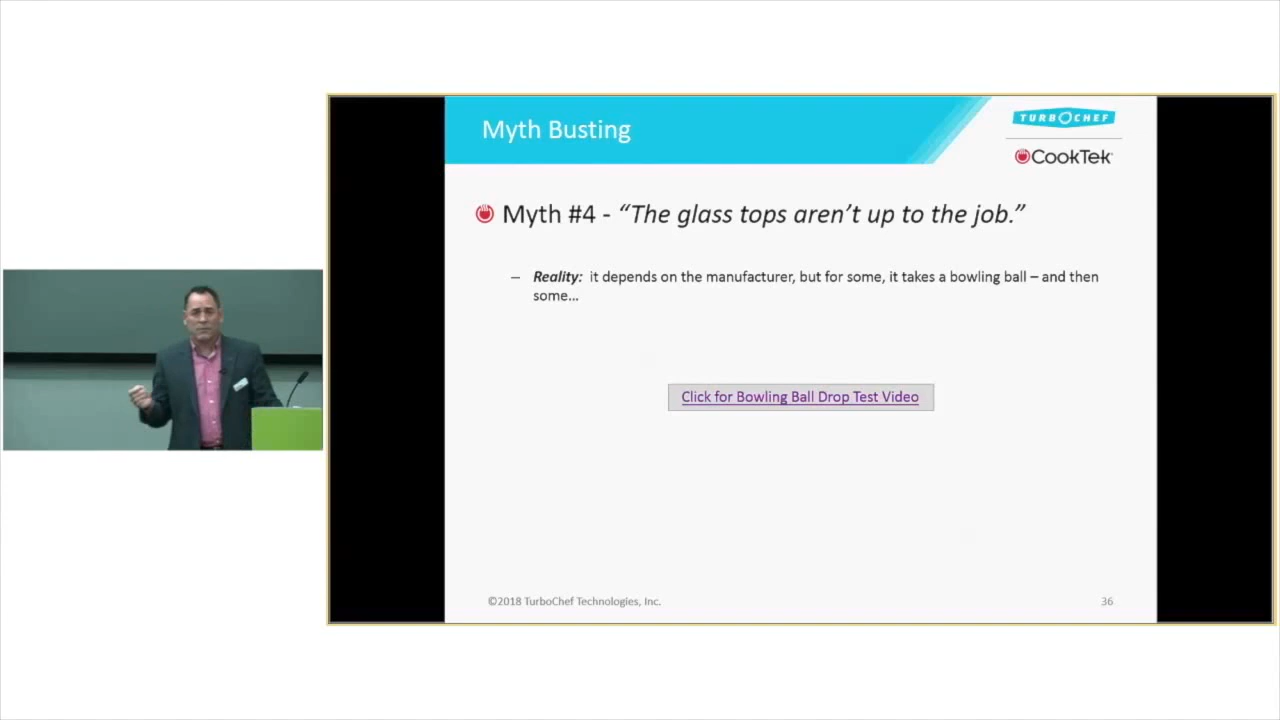 Myth Busting
TURBOCHEF
CookTek
Myth #4 - “The glass tops aren’t up to the job.”
– Reality: it depends on the manufacturer, but for some, it takes a bowling ball – and then
some…
Click for Bowling Ball Drop Test Video
©2018 TurboChef Technologies, Inc.
36